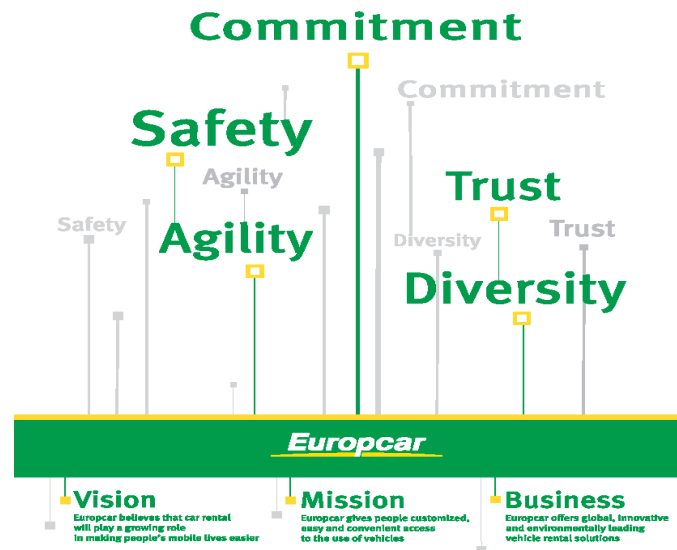 Commitment
Commitment
Safety
Agility
Trust
Safety
Agility
Diversity
Trust
Diversity
Europcar
Vision
Europcar believes that car rental
will play a growing role
in making people's mobile lives easier
Mission
Europcar gives people customized,
easy and convenient access
to the use of vehicles
Business
Europcar offers global, innovative
and environmentally leading
vehicle rental solutions